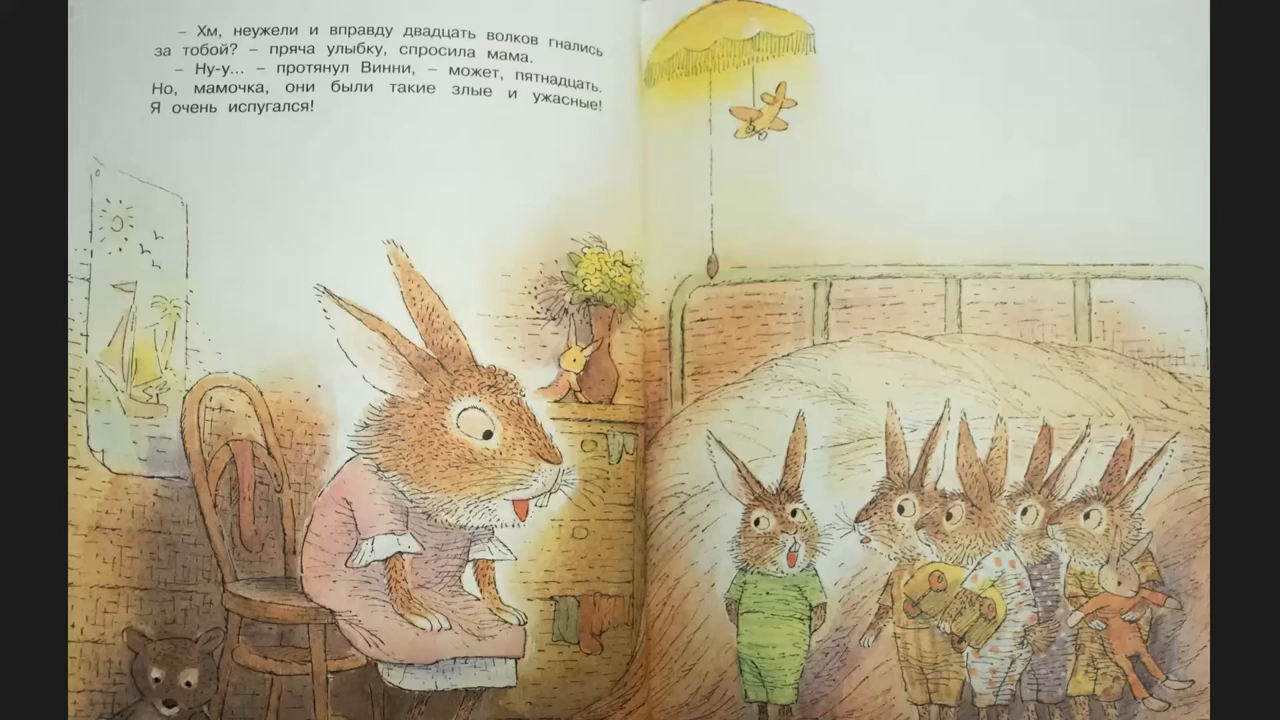 – Хм, неужели и вправду двадцать волков гнались
за тобой? – пряча улыбку, спросила мама.
– Ну-у... – протянул Винни, – может, пятнадцать.
Но, мамочка, они были такие злые и ужасные!
Я очень испугался!